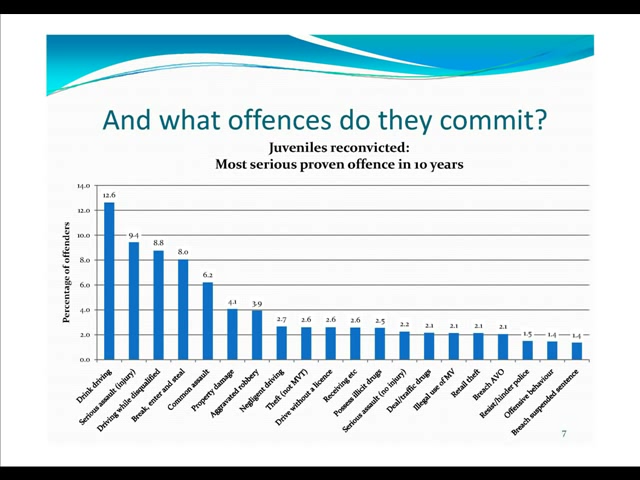 And what offences do they commit?
Juveniles reconvicted:
Most serious proven offence in 10 years
Percentage of offenders
14.0
12.0
10.0
8.0
6.0
4.0
2.0
0.0
12.6
9.4
8.8
8.0
6.2
4.1
3.9
2.7
2.6
2.6
2.6
2.5
2.2
2.1
2.1
2.1
2.1
1.5
1.4
1.4
Drink driving
Serious assault (injury)
Driving while disqualified
Break, enter and steal
Common assault
Property damage
Aggravated robbery
Negligent driving
Theft (not MVT)
Drive without a licence
Receiving etc
Possess illicit drugs
Serious assault (no injury)
Deal/traffic drugs
Illegal use of MV
Retail theft
Breach AVO
Resist/hinder police
Offensive behaviour
Breach suspended sentence
7